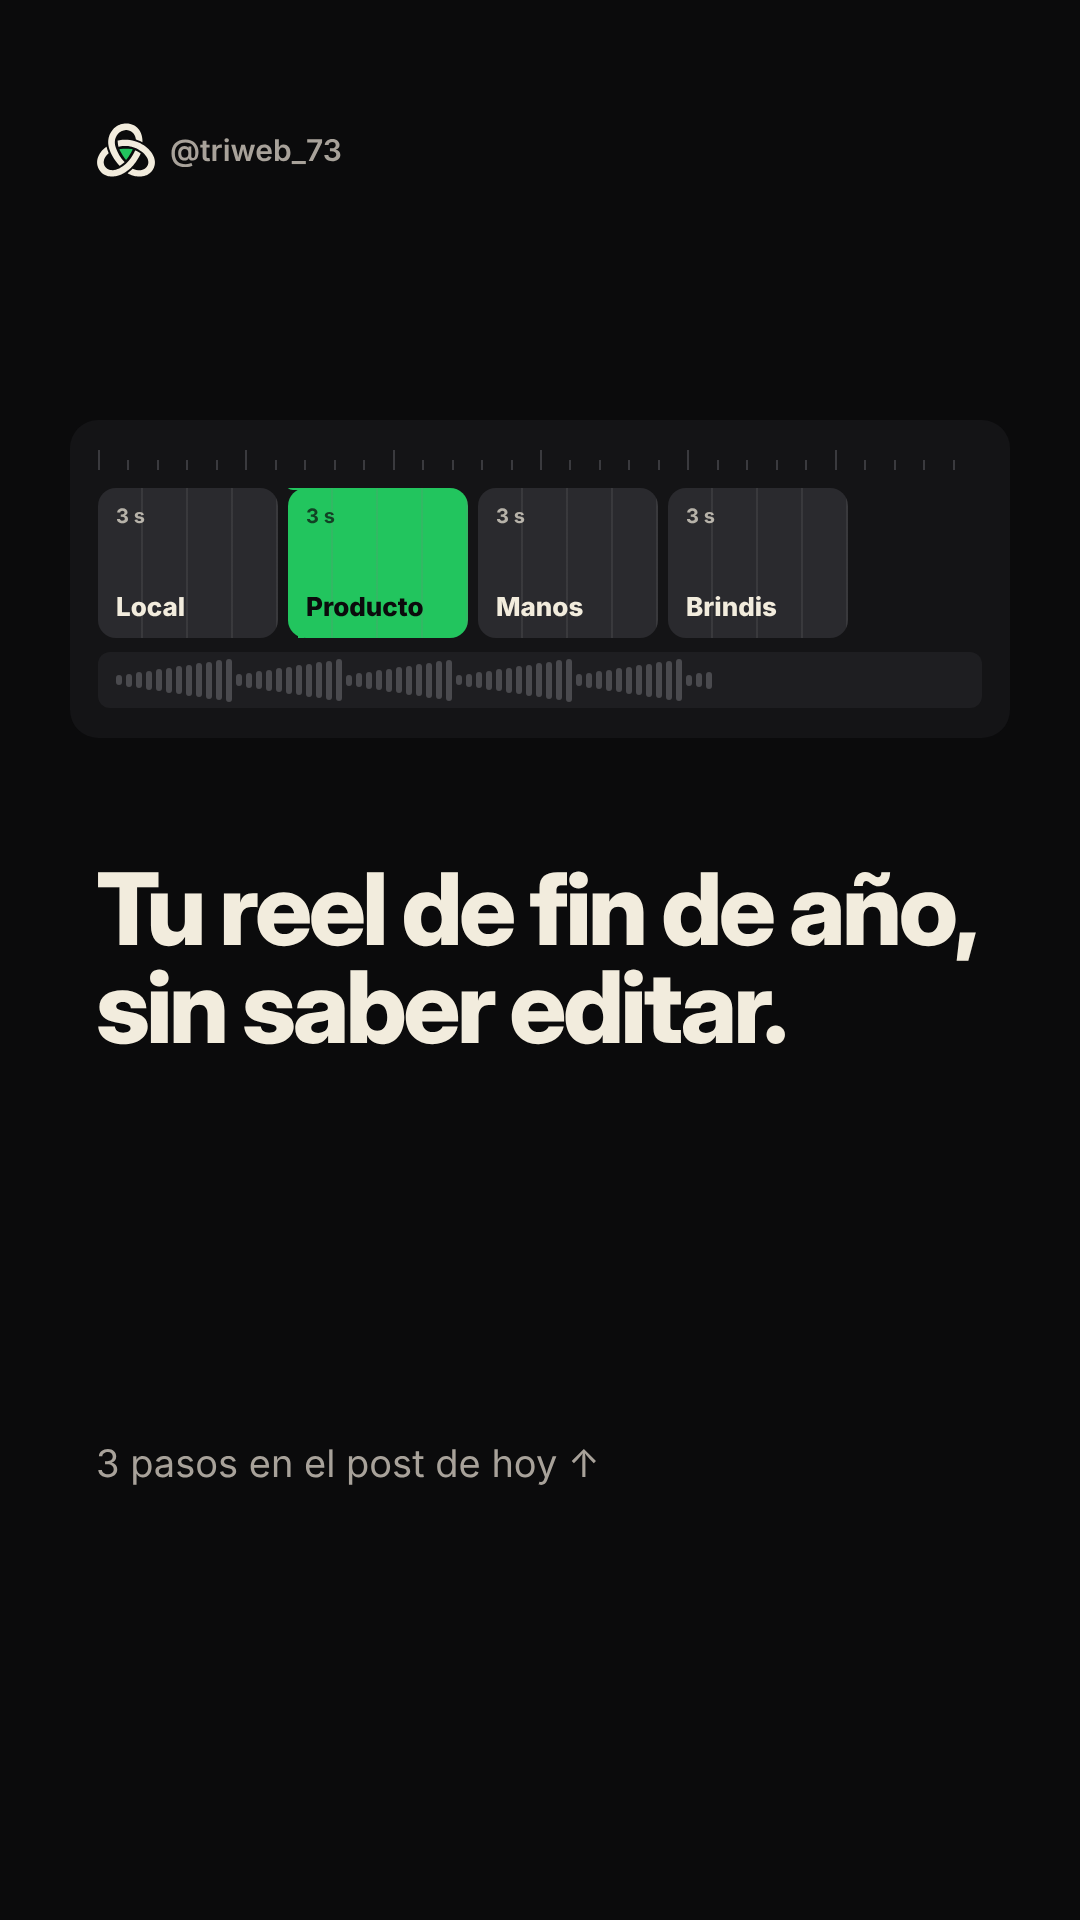 @triweb_73
3 s
3 s
3 s
3 s
Local
Producto
Manos
Brindis
Tu reel de fin de año,
sin saber editar.
3 pasos en el post de hoy ↑